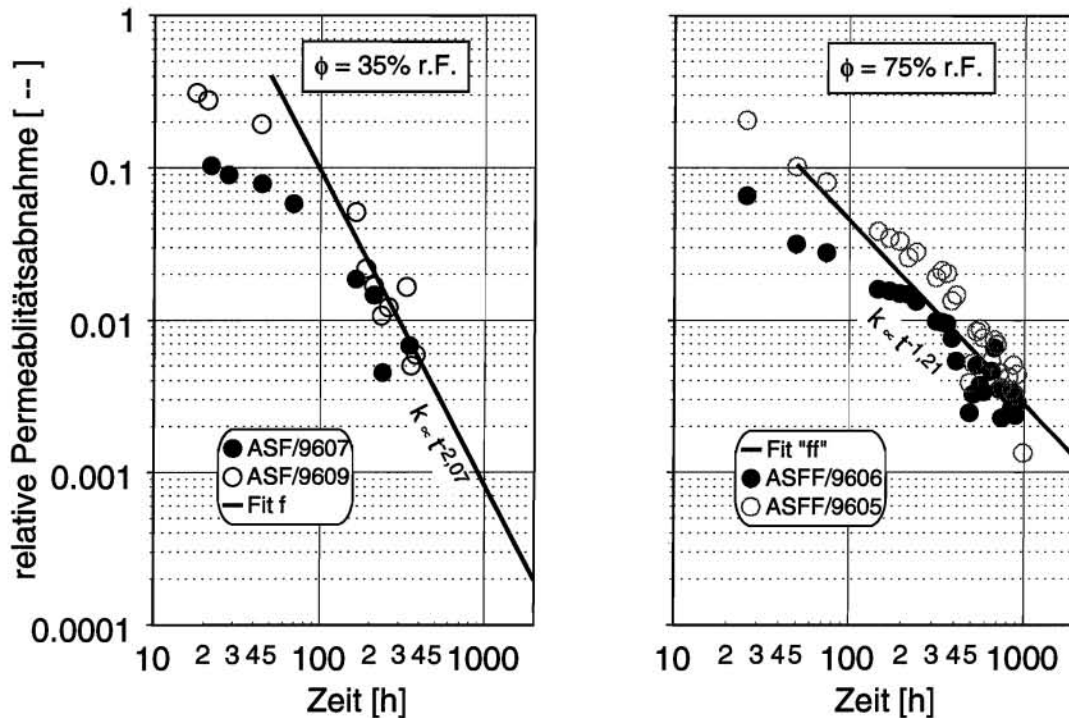 relative Permeablitätsabnahme [ -- ]
1
0.1
0.01
0.001
0.0001
ϕ = 35% r.F.
k ∝ t^-2,07
ASF/9607
ASF/9609
Fit f
10 2 3 4 5 100 2 3 4 5 1000
Zeit [h]
ϕ = 75% r.F.
k ∝ t^-1,21
Fit "ff"
ASFF/9606
ASFF/9605
10 2 3 4 5 100 2 3 4 5 1000
Zeit [h]